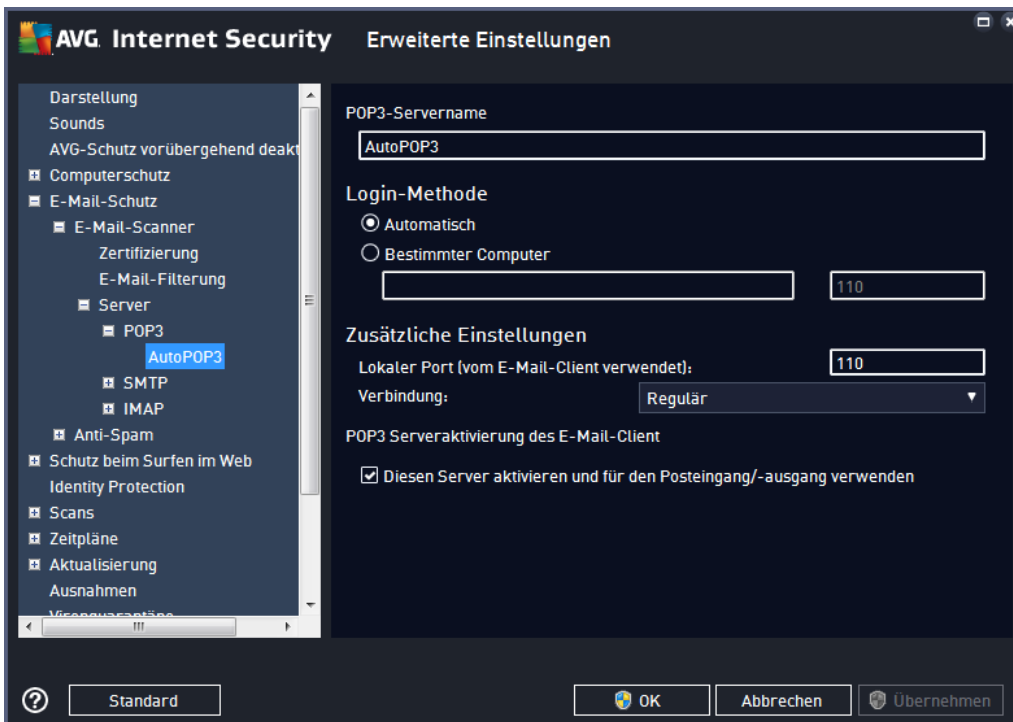 AVG Internet Security Erweiterte Einstellungen
Darstellung
Sounds
AVG-Schutz vorübergehend deakt
Computerschutz
E-Mail-Schutz
E-Mail-Scanner
Zertifizierung
E-Mail-Filterung
Server
POP3
AutoPOP3
SMTP
IMAP
Anti-Spam
Schutz beim Surfen im Web
Identity Protection
Scans
Zeitpläne
Aktualisierung
Ausnahmen
Virenquarantäne
POP3-Servername
AutoPOP3
Login-Methode
Automatisch
Bestimmter Computer
110
Zusätzliche Einstellungen
Lokaler Port (vom E-Mail-Client verwendet): 110
Verbindung: Regulär
POP3 Serveraktivierung des E-Mail-Client
Diesen Server aktivieren und für den Posteingang/-ausgang verwenden
? Standard OK Abbrechen Übernehmen